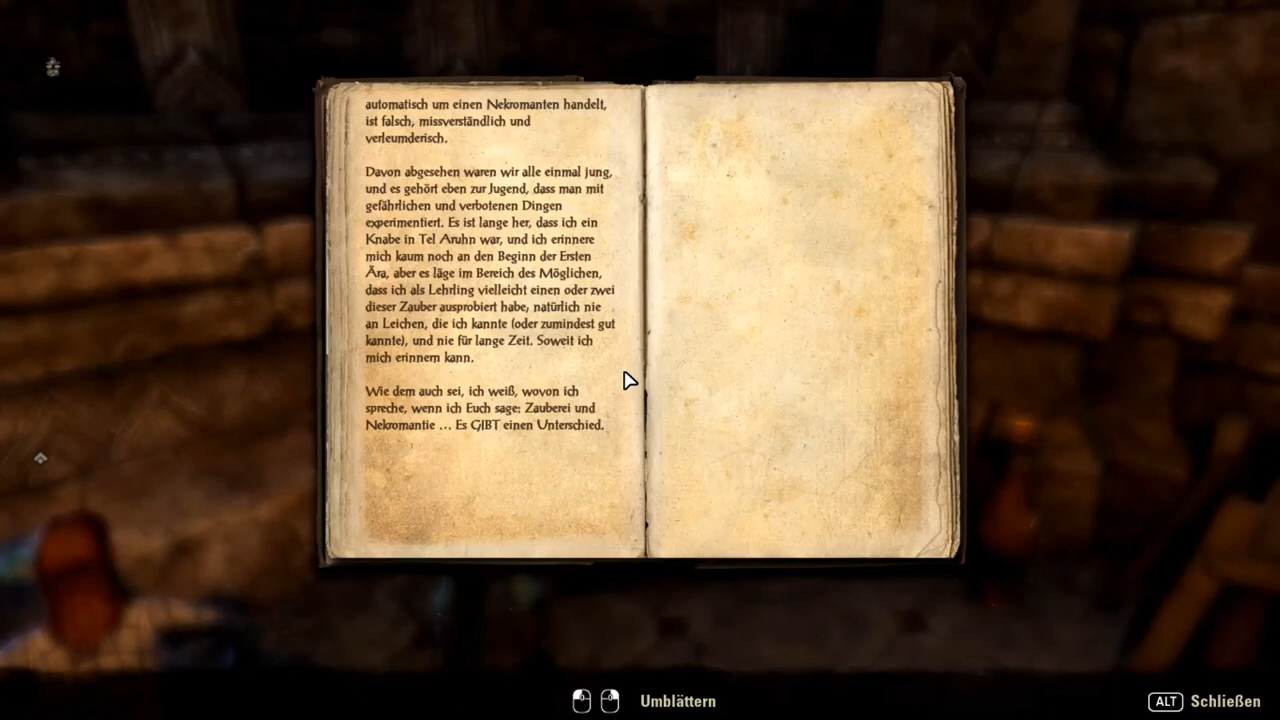 automatisch um einen Nekromanten handelt,
ist falsch, missverständlich und
verleumderisch.
Davon abgesehen waren wir alle einmal jung,
und es gehört eben zur Jugend, dass man mit
gefährlichen und verbotenen Dingen
experimentiert. Es ist lange her, dass ich ein
Knabe in Tel Aruhn war, und ich erinnere
mich kaum noch an den Beginn der Ersten
Ära, aber es läge im Bereich des Möglichen,
dass ich als Lehrling vielleicht einen oder zwei
dieser Zauber ausprobiert habe; natürlich nie
an Leichen, die ich kannte (oder zumindest gut
kannte), und nie für lange Zeit. Soweit ich
mich erinnern kann.
Wie dem auch sei, ich weiß, wovon ich
spreche, wenn ich Euch sage: Zauberei und
Nekromantie … Es GIBT einen Unterschied.
Umblättern
ALT Schließen